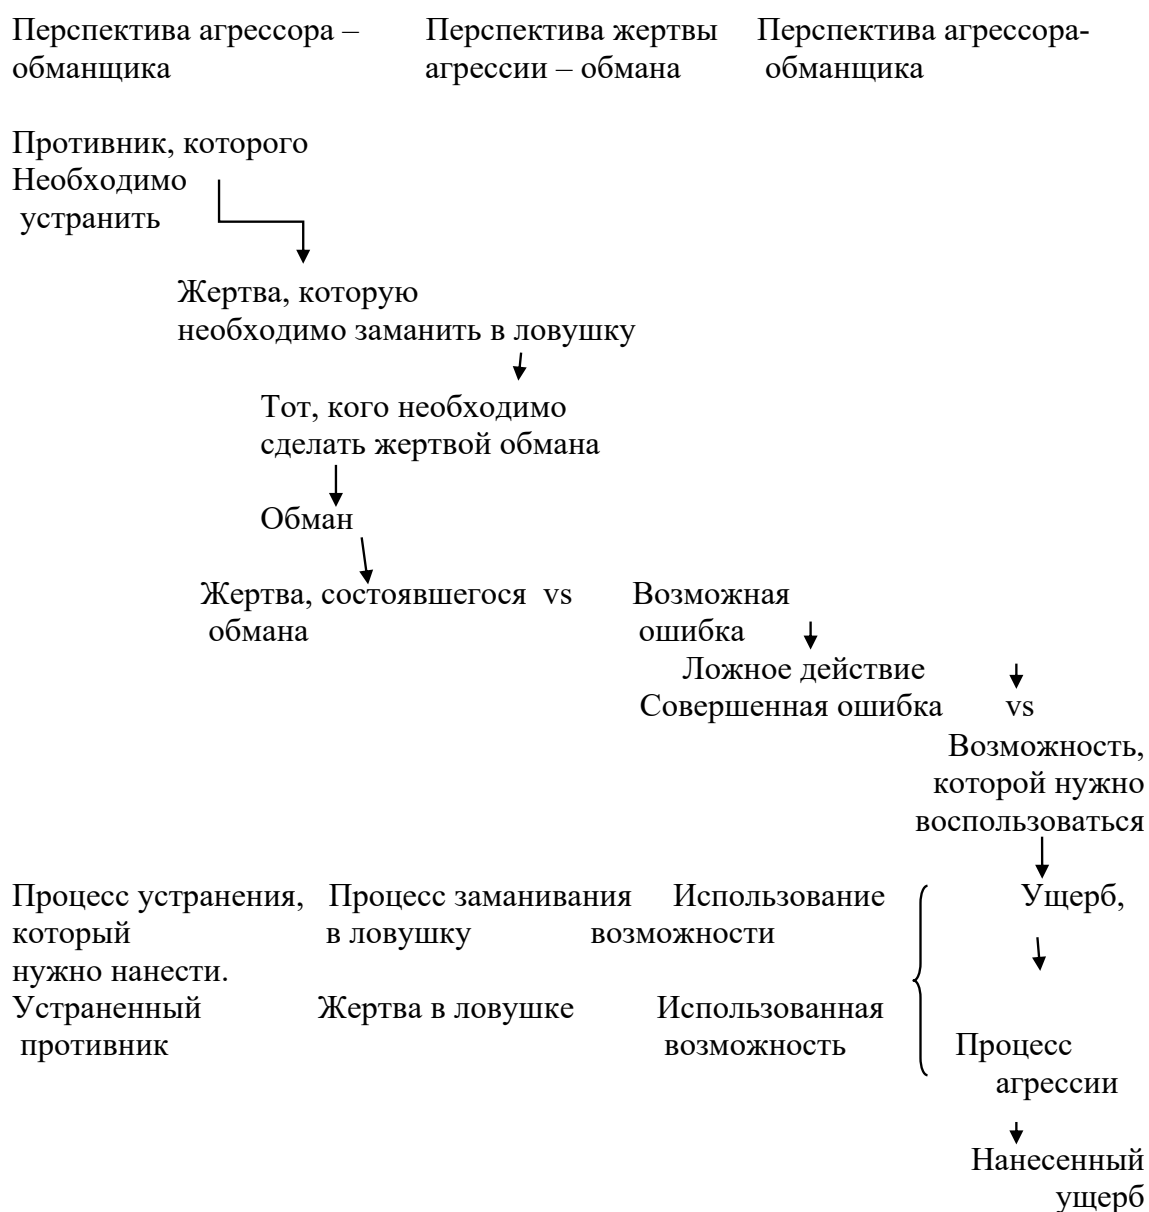 Перспектива агрессора – Перспектива жертвы Перспектива агрессора-
обманщика агрессии – обмана обманщика
Противник, которого
Необходимо
устранить
Жертва, которую
необходимо заманить в ловушку
Тот, кого необходимо
сделать жертвой обмана
Обман
Жертва, состоявшегося vs Возможная
обмана ошибка
Ложное действие
Совершенная ошибка vs
Возможность,
которой нужно
воспользоваться
Процесс устранения, Процесс заманивания Использование Ущерб,
который в ловушку возможности
нужно нанести.
Устраненный Жертва в ловушке Использованная
противник возможность Процесс
агрессии
Нанесенный
ущерб